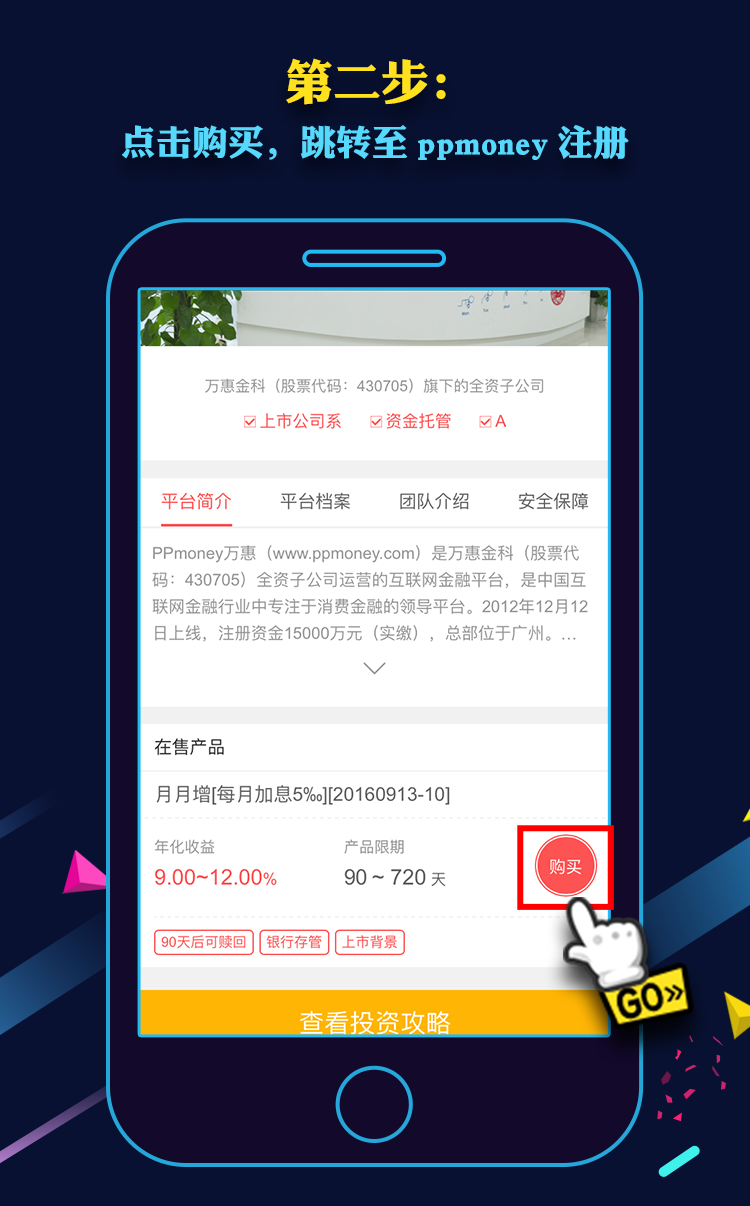 第二步：
点击购买，跳转至 ppmoney 注册
万惠金科（股票代码：430705）旗下的全资子公司
上市公司系 资金托管 A
平台简介 平台档案 团队介绍 安全保障
PPmoney万惠（www.ppmoney.com）是万惠金科（股票代
码：430705）全资子公司运营的互联网金融平台，是中国互
联网金融行业中专注于消费金融的领导平台。2012年12月12
日上线，注册资金15000万元（实缴），总部位于广州。…
在售产品
月月增[每月加息5‰][20160913-10]
年化收益 产品限期
9.00~12.00% 90 ~ 720 天
购买
90天后可赎回 银行存管 上市背景
GO»
查看投资攻略